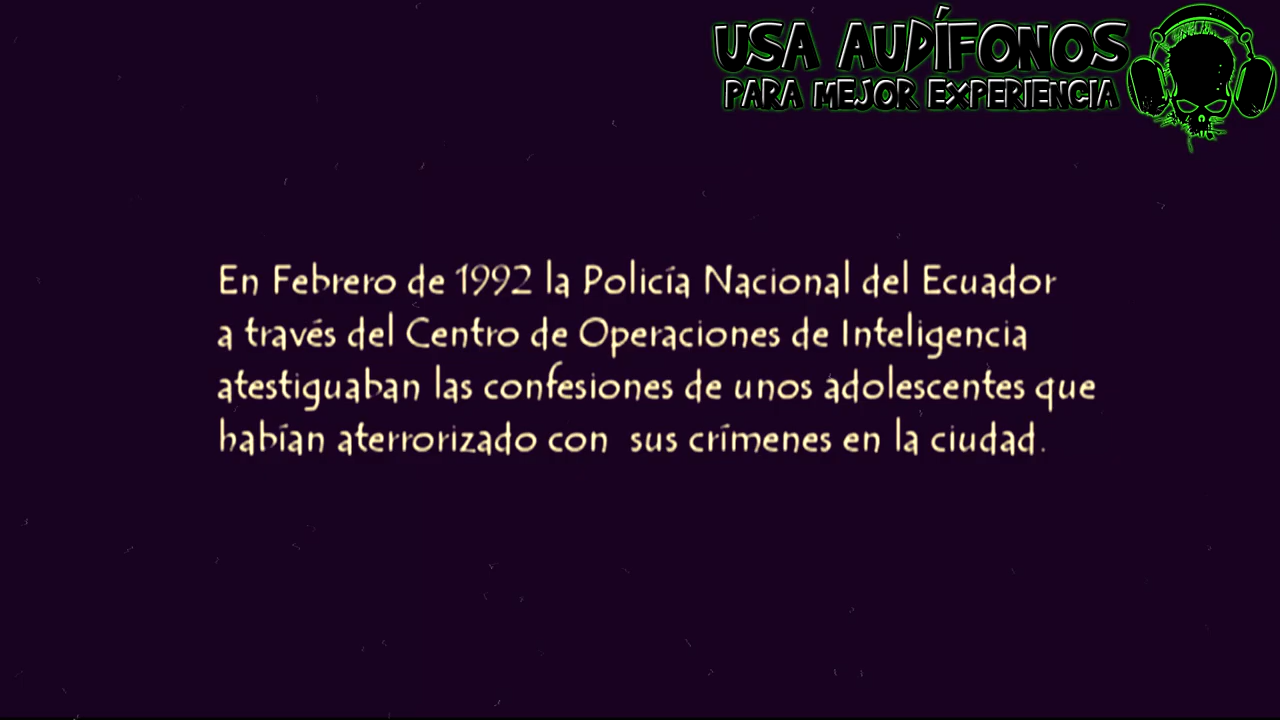 USA AUDÍFONOS
PARA MEJOR EXPERIENCIA
En Febrero de 1992 la Policía Nacional del Ecuador
a través del Centro de Operaciones de Inteligencia
atestiguaban las confesiones de unos adolescentes que
habían aterrorizado con sus crímenes en la ciudad.